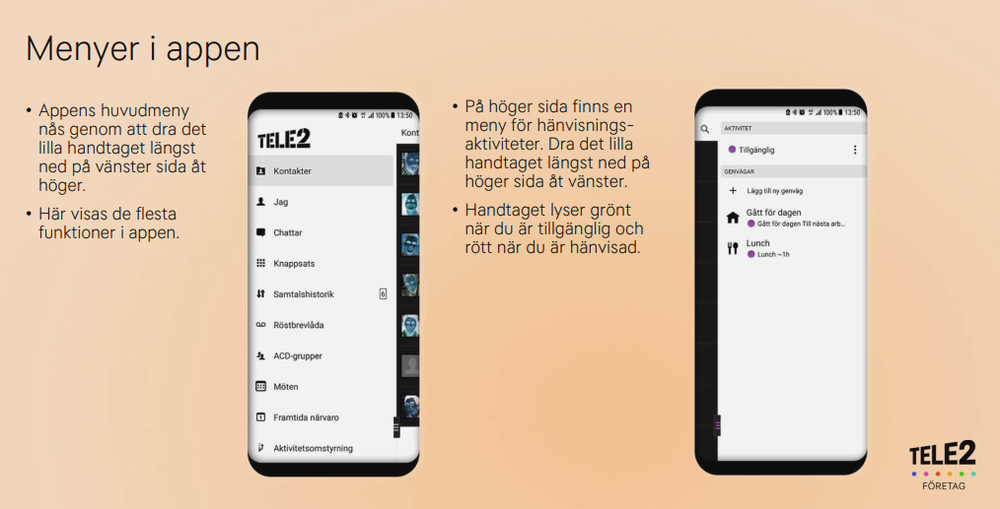 Menyer i appen
• Appens huvudmeny
nås genom att dra det
lilla handtaget längst
ned på vänster sida åt
höger.
• Här visas de flesta
funktioner i appen.
100% 13:50
TELE2
Kont
Kontakter
Jag
Chattar
Knappsats
Samtalshistorik 6
Röstbrevlåda
ACD-grupper
Möten
Framtida närvaro
Aktivitetsomstyrning
• På höger sida finns en
meny för hänvisnings-
aktiviteter. Dra det lilla
handtaget längst ned på
höger sida åt vänster.
• Handtaget lyser grönt
när du är tillgänglig och
rött när du är hänvisad.
100% 13:50
AKTIVITET
Tillgänglig
GENVÄGAR
+ Lägg till ny genväg
Gått för dagen
Gått för dagen Till nästa arb...
Lunch
Lunch ~1h
TELE2
FÖRETAG